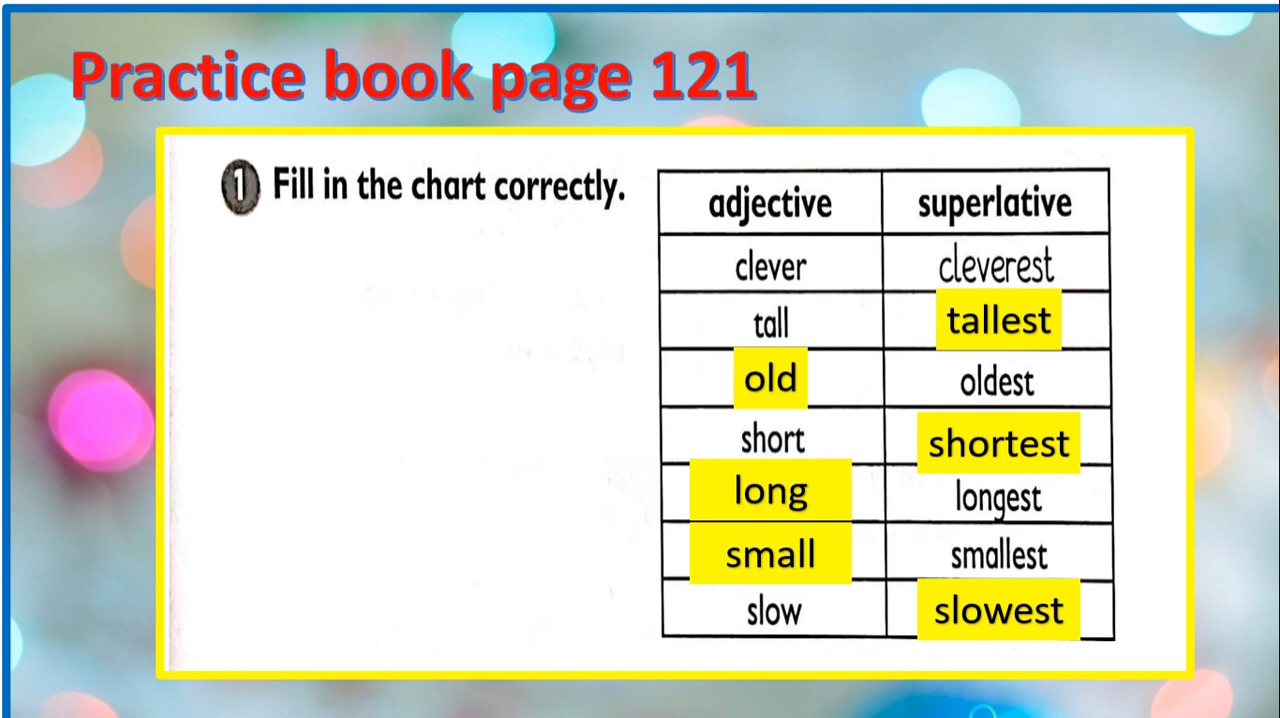 Practice book page 121
1 Fill in the chart correctly.
adjective superlative
clever cleverest
tall tallest
old oldest
short shortest
long longest
small smallest
slow slowest